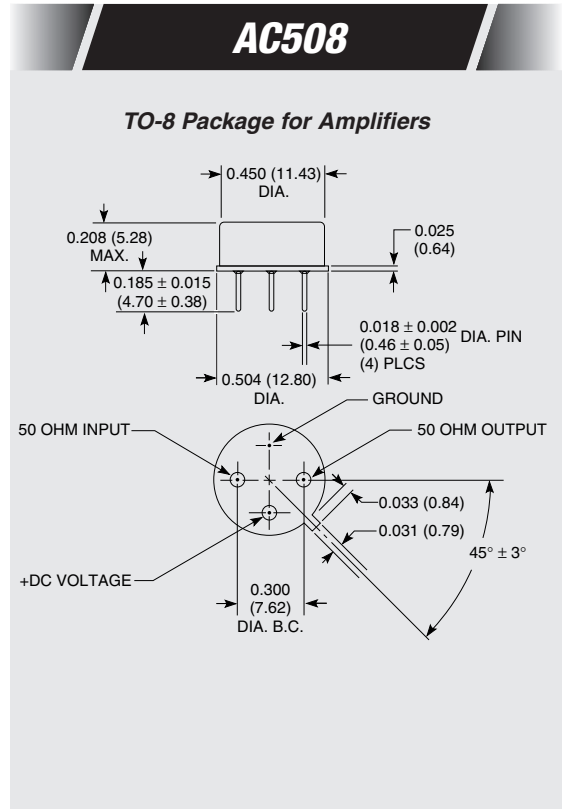 AC508
TO-8 Package for Amplifiers
0.450 (11.43)
DIA.
0.208 (5.28)
MAX.
0.025
(0.64)
0.185 ± 0.015
(4.70 ± 0.38)
0.018 ± 0.002
(0.46 ± 0.05)
(4) PLCS
DIA. PIN
0.504 (12.80)
DIA.
GROUND
50 OHM INPUT
50 OHM OUTPUT
0.033 (0.84)
0.031 (0.79)
45° ± 3°
+DC VOLTAGE
0.300
(7.62)
DIA. B.C.